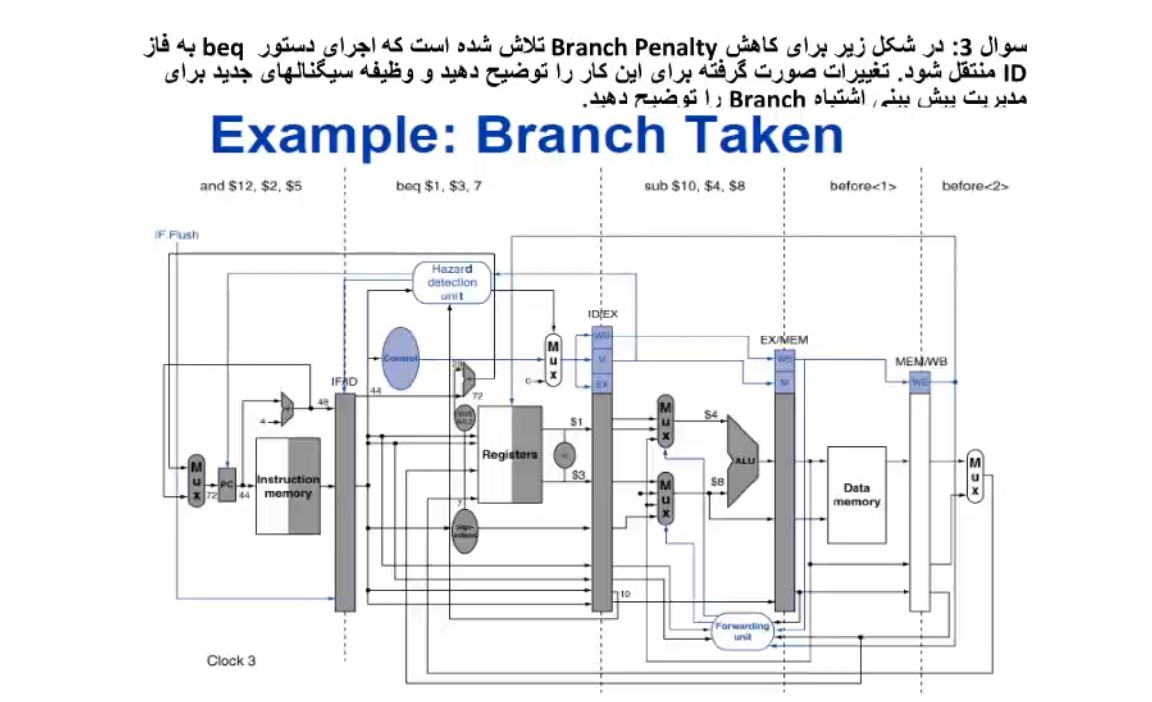 سوال 3: در شکل زیر برای کاهش Branch Penalty تلاش شده است که اجرای دستور beq به فاز
ID منتقل شود. تغییرات صورت گرفته برای این کار را توضیح دهید و وظیفه سیگنالهای جدید برای
مدیریت پیش بینی اشتباه Branch را توضیح دهید.
Example: Branch Taken
and $12, $2, $5
beq $1, $3, 7
sub $10, $4, $8
before<1>
before<2>
IF.Flush
Hazard
detection
unit
ID/EX
WB
M
EX
Control
Mux
0
EX/MEM
WB
M
MEM/WB
WB
IF/ID
44
28
72
48
4
Mux
72
PC
44
Instruction
memory
Registers
$1
=
$3
7
Sign-
extend
Mux
$4
Mux
$8
ALU
Data
memory
Mux
10
Forwarding
unit
Clock 3